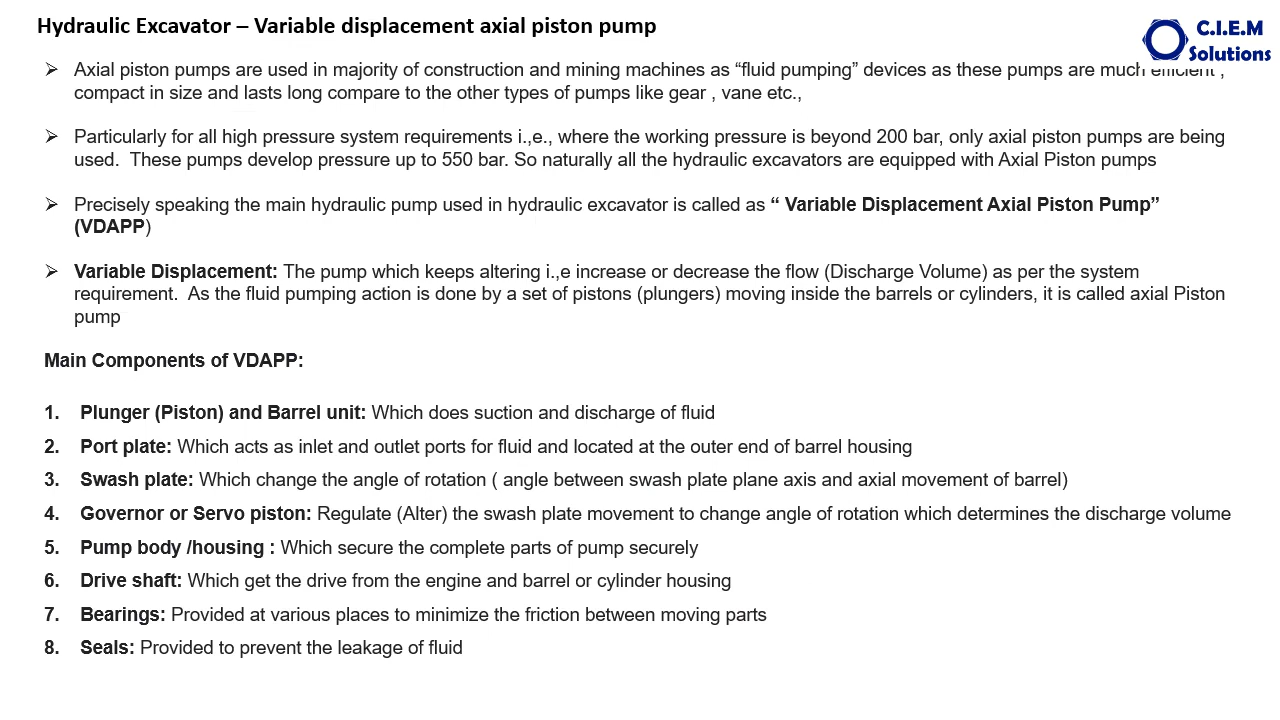 Hydraulic Excavator – Variable displacement axial piston pump
C.I.E.M
Solutions
➢ Axial piston pumps are used in majority of construction and mining machines as “fluid pumping” devices as these pumps are much efficient ,
compact in size and lasts long compare to the other types of pumps like gear , vane etc.,
➢ Particularly for all high pressure system requirements i.,e., where the working pressure is beyond 200 bar, only axial piston pumps are being
used. These pumps develop pressure up to 550 bar. So naturally all the hydraulic excavators are equipped with Axial Piston pumps
➢ Precisely speaking the main hydraulic pump used in hydraulic excavator is called as “ Variable Displacement Axial Piston Pump”
(VDAPP)
➢ Variable Displacement: The pump which keeps altering i.,e increase or decrease the flow (Discharge Volume) as per the system
requirement. As the fluid pumping action is done by a set of pistons (plungers) moving inside the barrels or cylinders, it is called axial Piston
pump
Main Components of VDAPP:
1. Plunger (Piston) and Barrel unit: Which does suction and discharge of fluid
2. Port plate: Which acts as inlet and outlet ports for fluid and located at the outer end of barrel housing
3. Swash plate: Which change the angle of rotation ( angle between swash plate plane axis and axial movement of barrel)
4. Governor or Servo piston: Regulate (Alter) the swash plate movement to change angle of rotation which determines the discharge volume
5. Pump body /housing : Which secure the complete parts of pump securely
6. Drive shaft: Which get the drive from the engine and barrel or cylinder housing
7. Bearings: Provided at various places to minimize the friction between moving parts
8. Seals: Provided to prevent the leakage of fluid